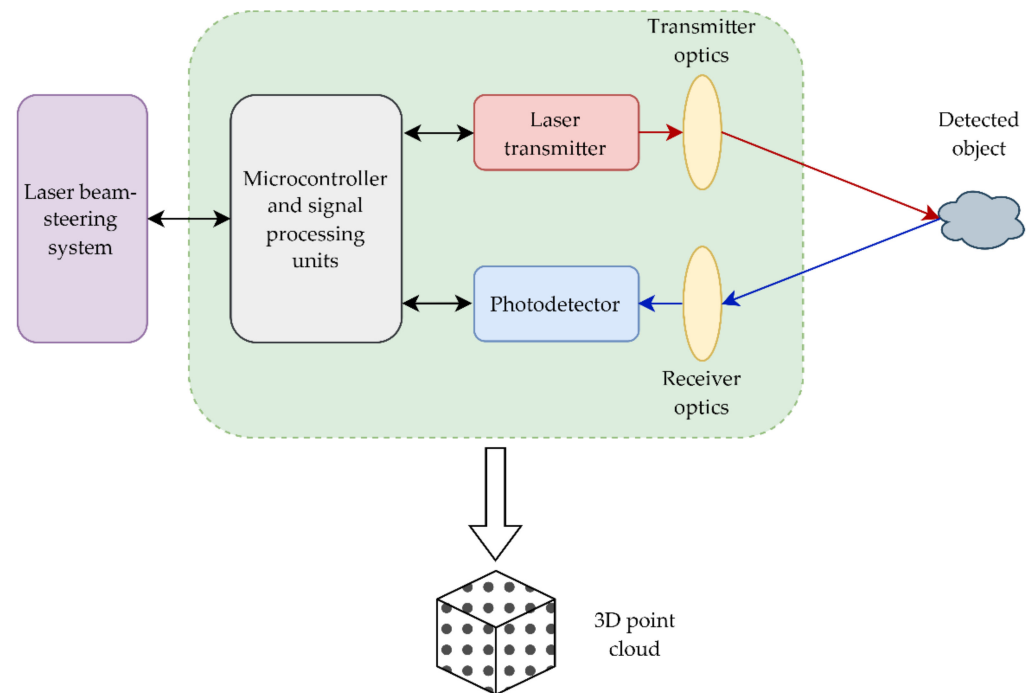 Transmitter
optics
Laser beam-
steering
system
Microcontroller
and signal
processing
units
Laser
transmitter
Detected
object
Photodetector
Receiver
optics
3D point
cloud